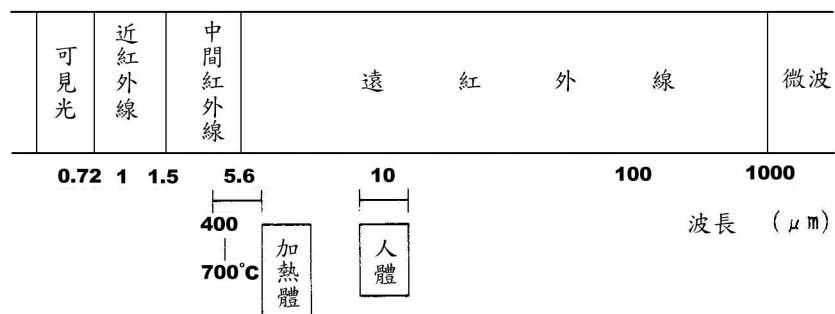 可見光
近紅外線
中間紅外線
遠紅外線
微波
0.72 1 1.5 5.6 10 100 1000
波長 (μm)
400
|
700°C
加熱體
人體